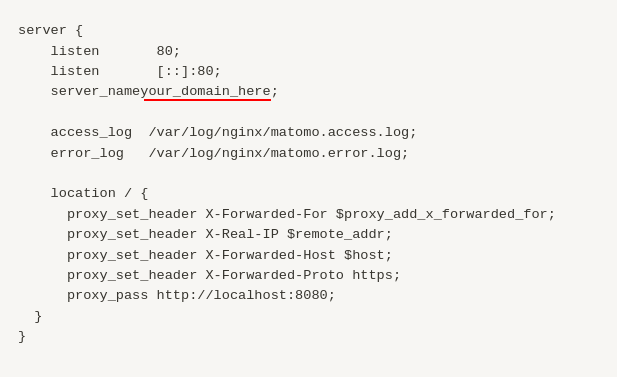 server {
    listen       80;
    listen       [::]:80;
    server_nameyour_domain_here;

    access_log  /var/log/nginx/matomo.access.log;
    error_log   /var/log/nginx/matomo.error.log;

    location / {
      proxy_set_header X-Forwarded-For $proxy_add_x_forwarded_for;
      proxy_set_header X-Real-IP $remote_addr;
      proxy_set_header X-Forwarded-Host $host;
      proxy_set_header X-Forwarded-Proto https;
      proxy_pass http://localhost:8080;
  }
}